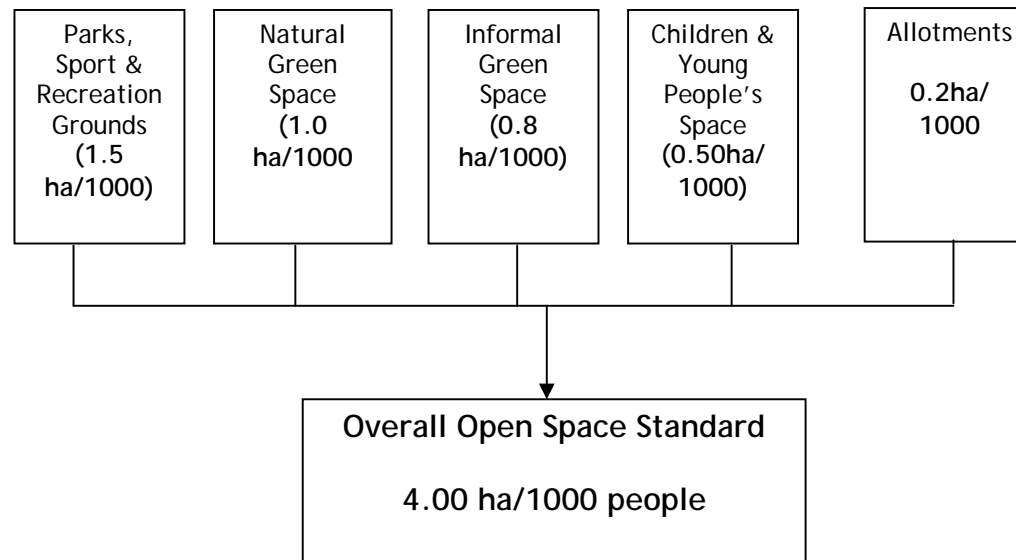 Parks,
Sport &
Recreation
Grounds
(1.5
ha/1000)
Natural
Green
Space
(1.0
ha/1000
Informal
Green
Space
(0.8
ha/1000)
Children &
Young
People's
Space
(0.50ha/
1000)
Allotments
0.2ha/
1000
Overall Open Space Standard
4.00 ha/1000 people